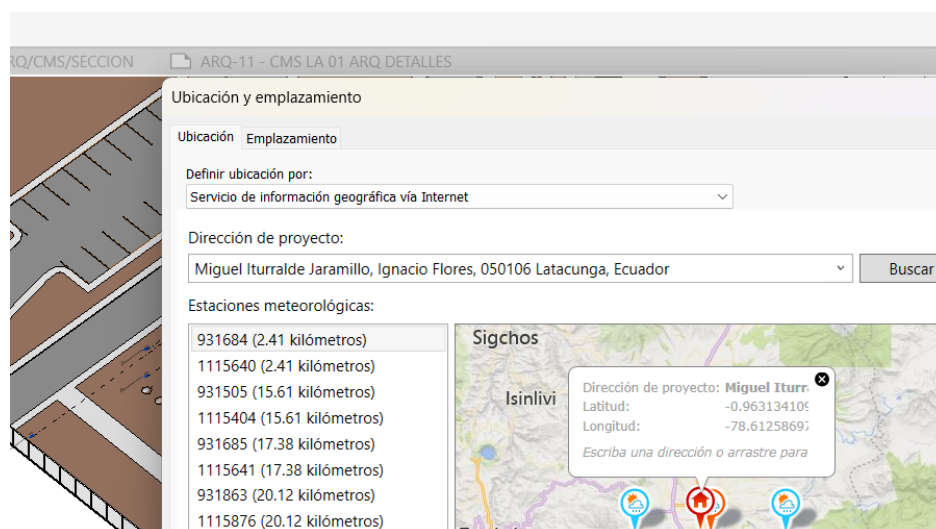 RQ/CMS/SECCION
ARQ-11 - CMS LA 01 ARQ DETALLES
Ubicación y emplazamiento
Ubicación
Emplazamiento
Definir ubicación por:
Servicio de información geográfica vía Internet
Dirección de proyecto:
Miguel Iturralde Jaramillo, Ignacio Flores, 050106 Latacunga, Ecuador
Buscar
Estaciones meteorológicas:
931684 (2.41 kilómetros)
1115640 (2.41 kilómetros)
931505 (15.61 kilómetros)
1115404 (15.61 kilómetros)
931685 (17.38 kilómetros)
1115641 (17.38 kilómetros)
931863 (20.12 kilómetros)
1115876 (20.12 kilómetros)
Sigchos
Isinlivi
Dirección de proyecto: Miguel Iturr
Latitud: -0.963134109
Longitud: -78.61258697
Escriba una dirección o arrastre para